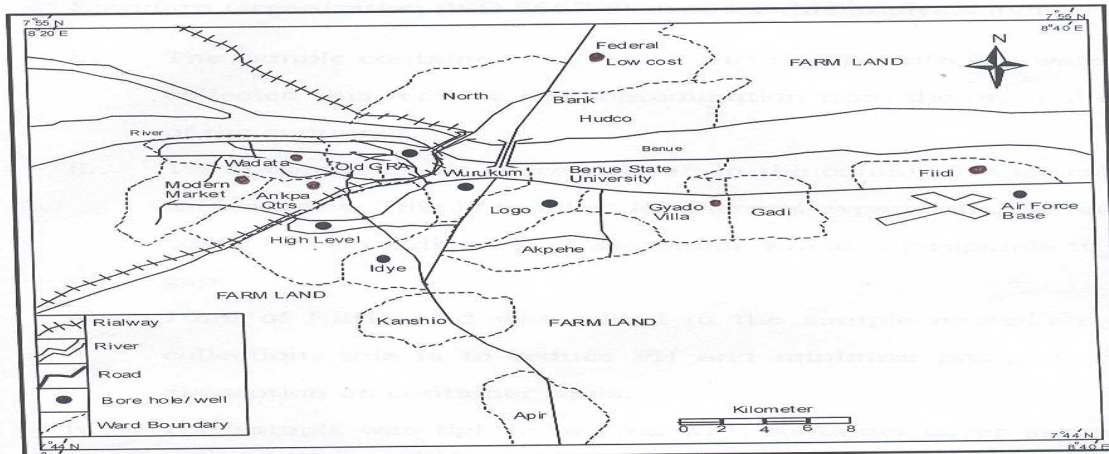 7°55 N
8°20 E
7°55 N
8°40 E
N
Federal
Low cost
FARM LAND
North
Bank
Hudco
River
Benue
Wadata
Old GRA
Wurukum
Benue State
University
Fiidi
Modern
Market
Ankpa
Qtrs
Logo
Gyado
Villa
Gadi
Air Force
Base
High Level
Akpehe
Idye
FARM LAND
Kanshio
FARM LAND
Rialway
River
Road
Bore hole/well
Ward Boundary
Apir
Kilometer
0 2 4 6 8
7°44 N
7°44 N
8°40 E